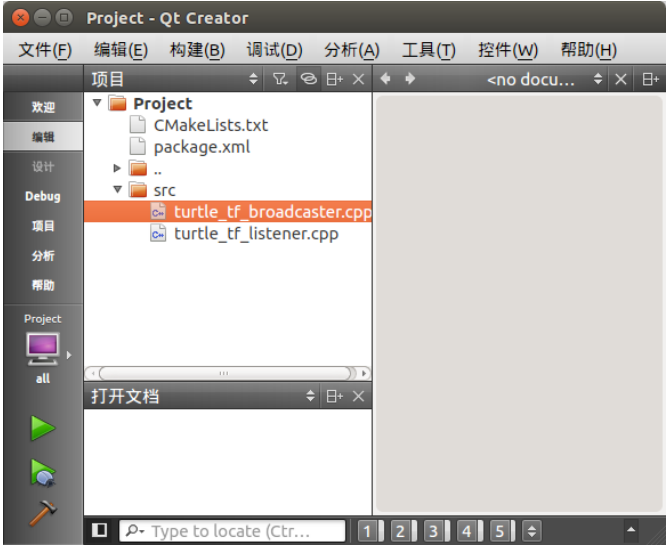 Project - Qt Creator
文件(F) 编辑(E) 构建(B) 调试(D) 分析(A) 工具(T) 控件(W) 帮助(H)
项目
<no docu...
欢迎
编辑
设计
Debug
项目
分析
帮助
Project
all
Project
CMakeLists.txt
package.xml
..
src
turtle_tf_broadcaster.cpp
turtle_tf_listener.cpp
打开文档
Type to locate (Ctr...
1 2 3 4 5